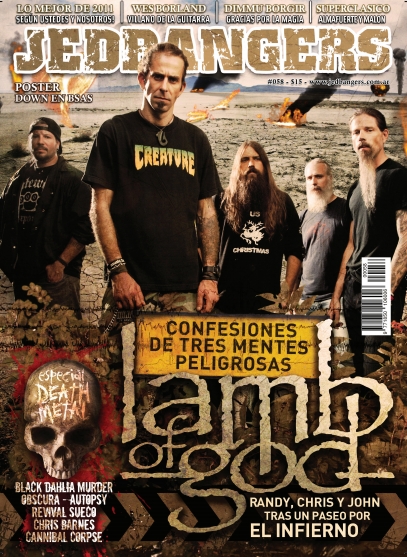 LO MEJOR DE 2011
SEGÚN USTEDES Y NOSOTROS!
WES BORLAND
VILLANO DE LA GUITARRA
DIMMU BORGIR
GRACIAS POR LA MAGIA
SUPERCLÁSICO
ALMAFUERTE Y MALÓN
JEDBANGERS
#058 - $15 - www.jedbangers.com.ar
POSTER
DOWN EN BSAS
CREATURE
CHRISTMAS
CONFESIONES
DE TRES MENTES
PELIGROSAS
lamb
of god
especial
DEATH
METAL
BLACK DAHLIA MURDER
OBSCURA - AUTOPSY
REVIVAL SUECO
CHRIS BARNES
CANNIBAL CORPSE
RANDY, CHRIS Y JOHN
TRAS UN PASEO POR
EL INFIERNO